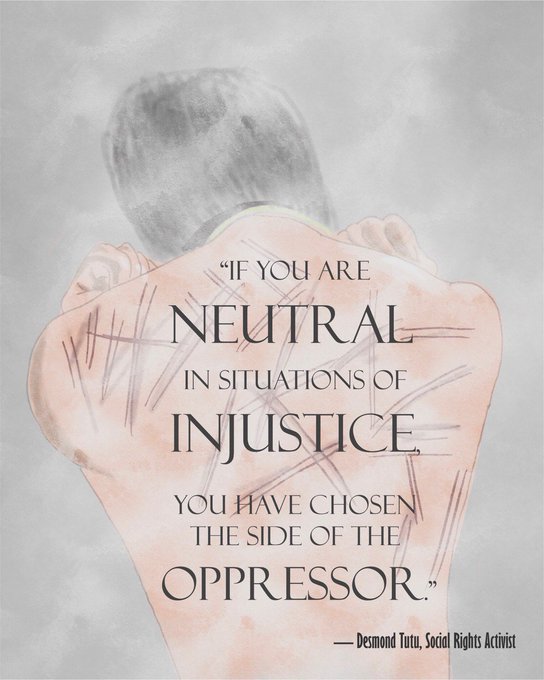 “IF YOU ARE
NEUTRAL
IN SITUATIONS OF
INJUSTICE,
YOU HAVE CHOSEN
THE SIDE OF THE
OPPRESSOR.”
— Desmond Tutu, Social Rights Activist